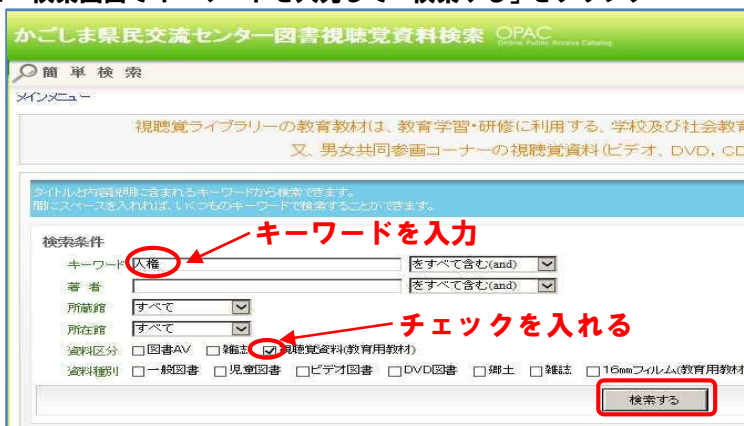 かごしま県民交流センター図書視聴覚資料検索 OPAC
Online Public Access Catalog
簡 単 検 索
メインメニュー
視聴覚ライブラリーの教育教材は、教育学習・研修に利用する、学校及び社会教育
又、男女共同参画コーナーの視聴覚資料(ビデオ、DVD,CD
タイトルと内容説明に含まれるキーワードから検索できます。
間にスペースを入れれば、いくつものキーワードで検索することができます。
検索条件
キーワードを入力
キーワード 人権 をすべて含む(and)
著 者 をすべて含む(and)
所蔵館 すべて
所在館 すべて
チェックを入れる
資料区分 図書AV 雑誌 視聴覚資料(教育用教材)
資料種別 一般図書 児童図書 ビデオ図書 DVD図書 郷土 雑誌 16mmフィルム(教育用教材
検索する